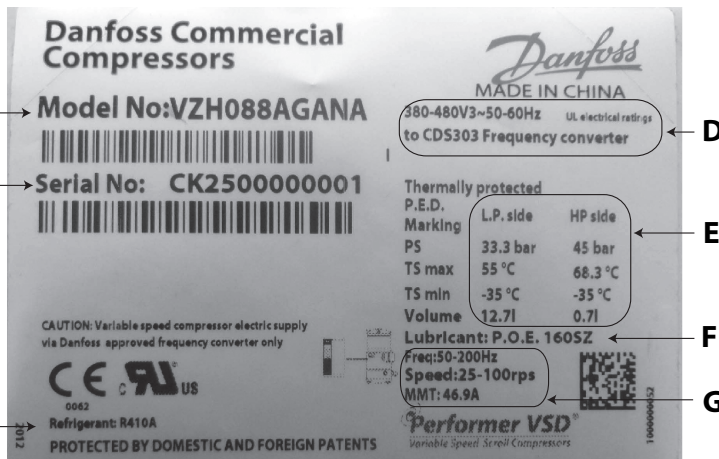 Danfoss Commercial
Compressors
Danfoss
MADE IN CHINA
Model No:VZH088AGANA
380-480V3~50-60Hz UL electrical ratings
to CDS303 Frequency converter
D
Serial No: CK2500000001
Thermally protected
P.E.D.
Marking L.P. side HP side
PS 33.3 bar 45 bar
TS max 55 °C 68.3 °C
TS min -35 °C -35 °C
Volume 12.7l 0.7l
E
Lubricant: P.O.E. 160SZ
F
Freq:50-200Hz
Speed:25-100rps
MMT: 46.9A
G
CAUTION: Variable speed compressor electric supply
via Danfoss approved frequency converter only
CE c RU US
0062
Refrigerant: R410A
2012
PROTECTED BY DOMESTIC AND FOREIGN PATENTS
Performer VSD®
Variable Speed Scroll Compressors